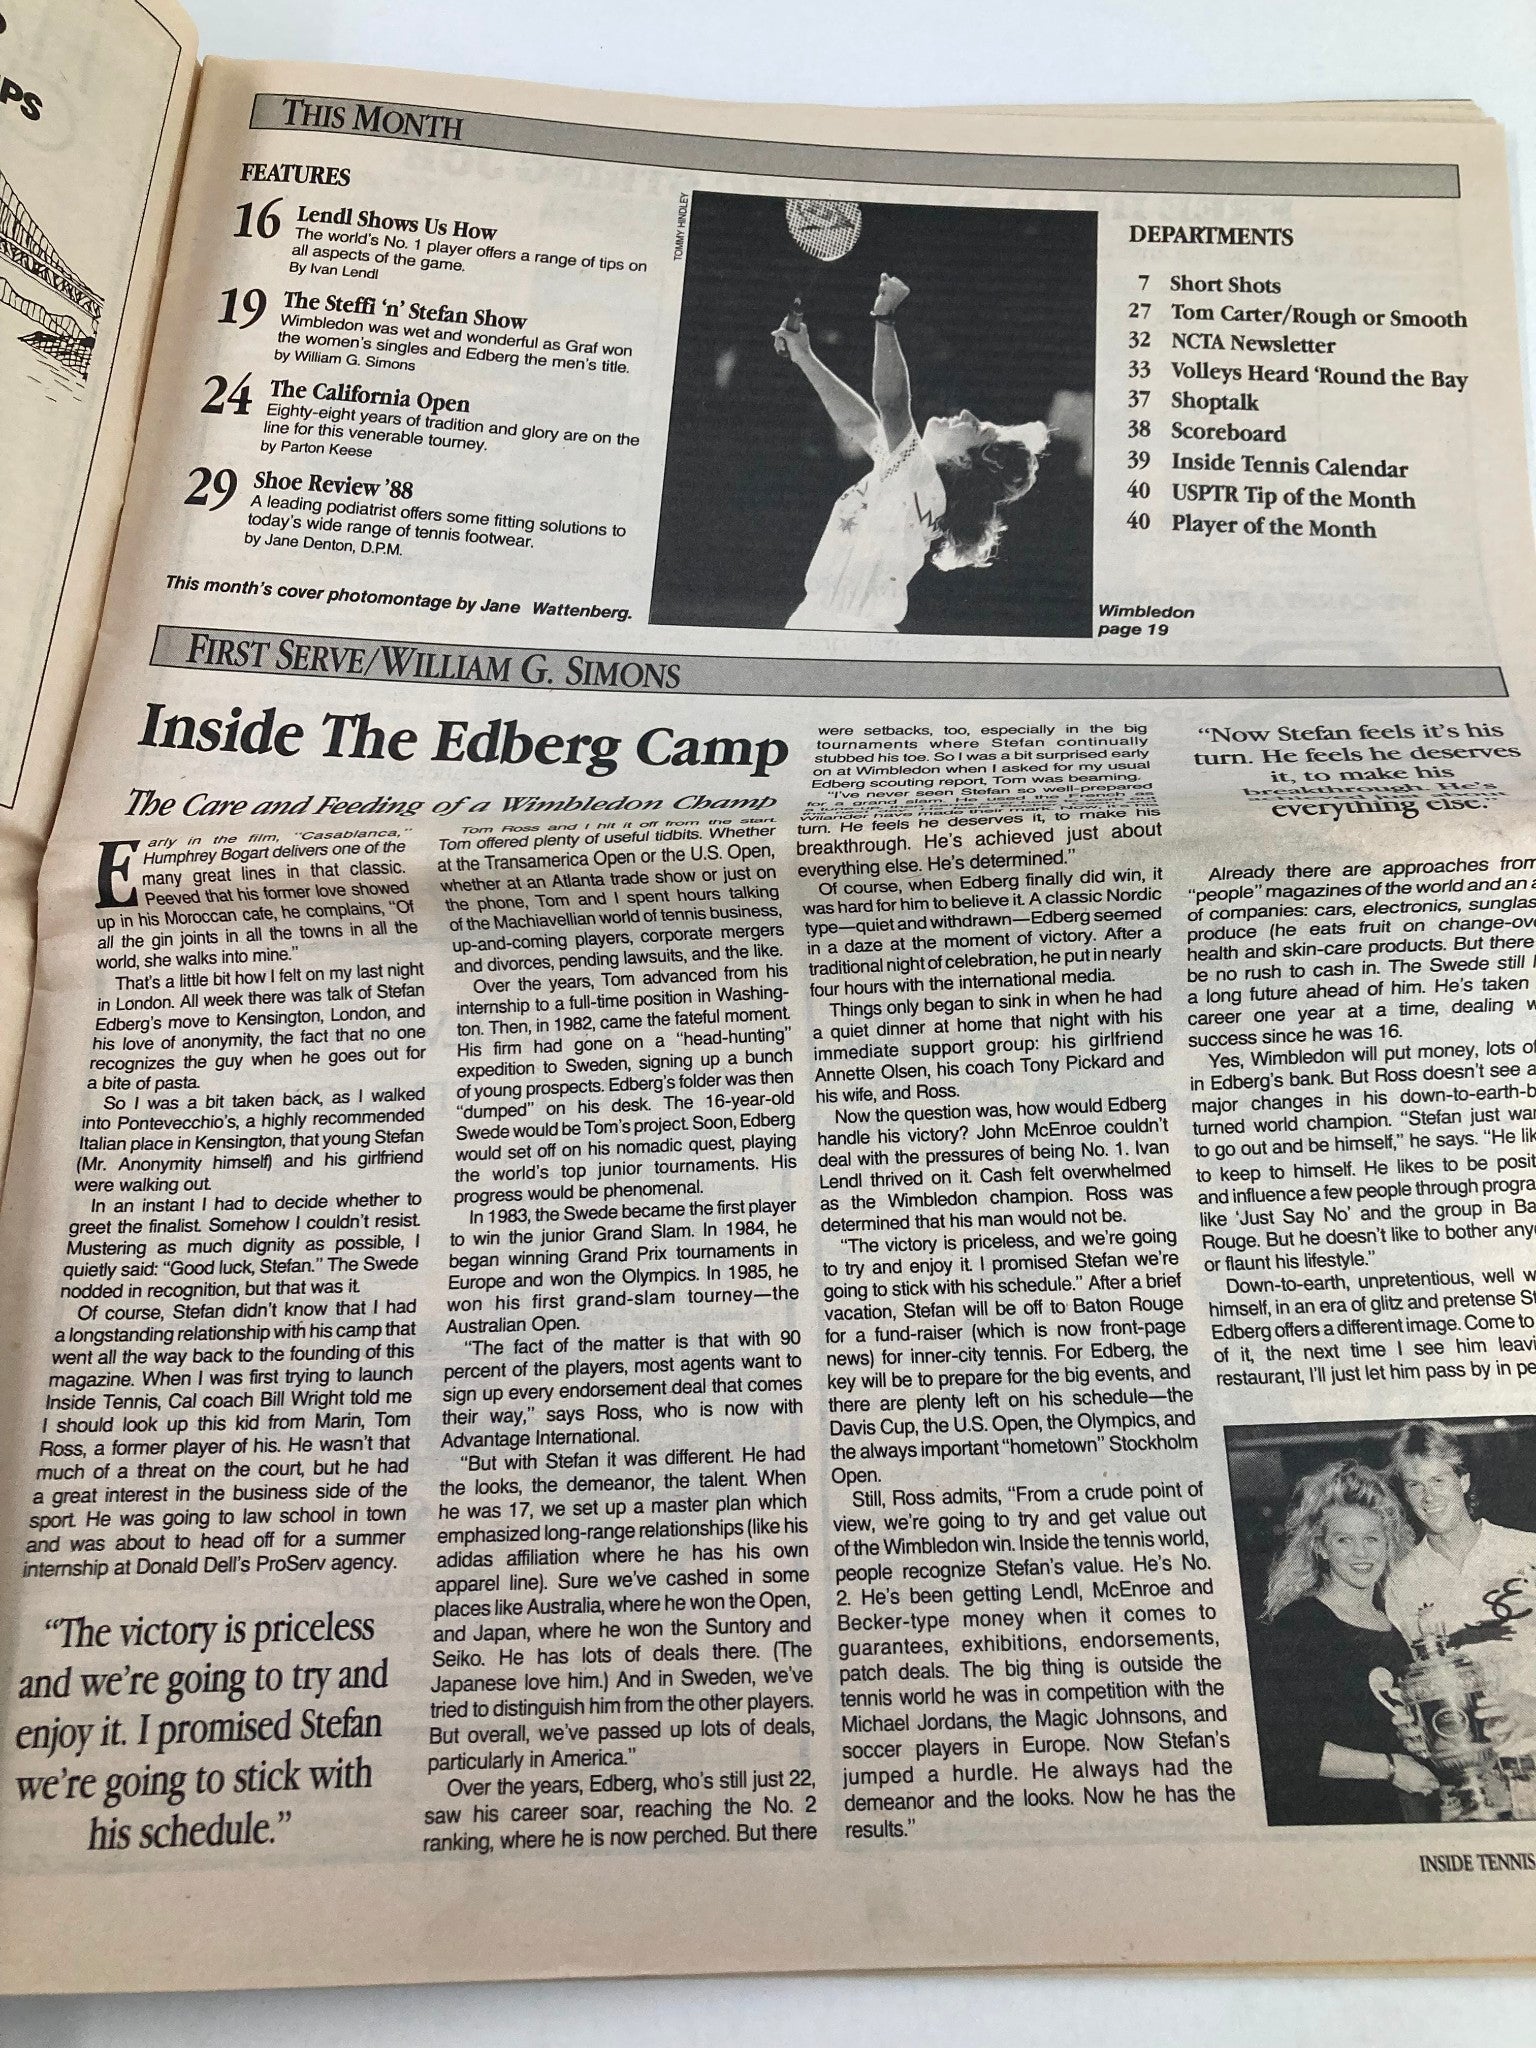 PS
THIS MONTH
FEATURES
16 Lendl Shows Us How
The world's No. 1 player offers a range of tips on
all aspects of the game.
By Ivan Lendl
19 The Steffi 'n' Stefan Show
Wimbledon was wet and wonderful as Graf won
the women's singles and Edberg the men's title.
by William G. Simons
24 The California Open
Eighty-eight years of tradition and glory are on the
line for this venerable tourney.
by Parton Keese
29 Shoe Review '88
A leading podiatrist offers some fitting solutions to
today's wide range of tennis footwear.
by Jane Denton, D.P.M.
This month's cover photomontage by Jane Wattenberg.
TOMMY HINDLEY
Wimbledon
page 19
DEPARTMENTS
7 Short Shots
27 Tom Carter/Rough or Smooth
32 NCTA Newsletter
33 Volleys Heard 'Round the Bay
37 Shoptalk
38 Scoreboard
39 Inside Tennis Calendar
40 USPTR Tip of the Month
40 Player of the Month
FIRST SERVE/WILLIAM G. SIMONS
Inside The Edberg Camp
The Care and Feeding of a Wimbledon Champ
Early in the film, "Casablanca,"
Humphrey Bogart delivers one of the
many great lines in that classic.
Peeved that his former love showed
up in his Moroccan cafe, he complains, "Of
all the gin joints in all the towns in all the
world, she walks into mine."
That's a little bit how I felt on my last night
in London. All week there was talk of Stefan
Edberg's move to Kensington, London, and
his love of anonymity, the fact that no one
recognizes the guy when he goes out for
a bite of pasta.
So I was a bit taken back, as I walked
into Pontevecchio's, a highly recommended
Italian place in Kensington, that young Stefan
(Mr. Anonymity himself) and his girlfriend
were walking out.
In an instant I had to decide whether to
greet the finalist. Somehow I couldn't resist.
Mustering as much dignity as possible, I
quietly said: "Good luck, Stefan." The Swede
nodded in recognition, but that was it.
Of course, Stefan didn't know that I had
a longstanding relationship with his camp that
went all the way back to the founding of this
magazine. When I was first trying to launch
Inside Tennis, Cal coach Bill Wright told me
I should look up this kid from Marin, Tom
Ross, a former player of his. He wasn't that
much of a threat on the court, but he had
a great interest in the business side of the
sport. He was going to law school in town
and was about to head off for a summer
internship at Donald Dell's ProServ agency.
"The victory is priceless
and we're going to try and
enjoy it. I promised Stefan
we're going to stick with
his schedule."
Tom Ross and I hit it off from the start.
Tom offered plenty of useful tidbits. Whether
at the Transamerica Open or the U.S. Open,
whether at an Atlanta trade show or just on
the phone, Tom and I spent hours talking
of the Machiavellian world of tennis business,
up-and-coming players, corporate mergers
and divorces, pending lawsuits, and the like.
Over the years, Tom advanced from his
internship to a full-time position in Washing-
ton. Then, in 1982, came the fateful moment.
His firm had gone on a "head-hunting"
expedition to Sweden, signing up a bunch
of young prospects. Edberg's folder was then
"dumped" on his desk. The 16-year-old
Swede would be Tom's project. Soon, Edberg
would set off on his nomadic quest, playing
the world's top junior tournaments. His
progress would be phenomenal.
In 1983, the Swede became the first player
to win the junior Grand Slam. In 1984, he
began winning Grand Prix tournaments in
Europe and won the Olympics. In 1985, he
won his first grand-slam tourney—the
Australian Open.
"The fact of the matter is that with 90
percent of the players, most agents want to
sign up every endorsement deal that comes
their way," says Ross, who is now with
Advantage International.
"But with Stefan it was different. He had
the looks, the demeanor, the talent. When
he was 17, we set up a master plan which
emphasized long-range relationships (like his
adidas affiliation where he has his own
apparel line). Sure we've cashed in some
places like Australia, where he won the Open,
and Japan, where he won the Suntory and
Seiko. He has lots of deals there. (The
Japanese love him.) And in Sweden, we've
tried to distinguish him from the other players.
But overall, we've passed up lots of deals,
particularly in America."
Over the years, Edberg, who's still just 22,
saw his career soar, reaching the No. 2
ranking, where he is now perched. But there
were setbacks, too, especially in the big
tournaments where Stefan continually
stubbed his toe. So I was a bit surprised early
on at Wimbledon when I asked for my usual
Edberg scouting report, Tom was beaming.
"I've never seen Stefan so well-prepared
for a grand slam. He used the French as
turn. He feels he deserves it, to make his
breakthrough. He's achieved just about
everything else. He's determined."
Of course, when Edberg finally did win, it
was hard for him to believe it. A classic Nordic
type—quiet and withdrawn—Edberg seemed
in a daze at the moment of victory. After a
traditional night of celebration, he put in nearly
four hours with the international media.
Things only began to sink in when he had
a quiet dinner at home that night with his
immediate support group: his girlfriend
Annette Olsen, his coach Tony Pickard and
his wife, and Ross.
Now the question was, how would Edberg
handle his victory? John McEnroe couldn't
deal with the pressures of being No. 1. Ivan
Lendl thrived on it. Cash felt overwhelmed
as the Wimbledon champion. Ross was
determined that his man would not be.
"The victory is priceless, and we're going
to try and enjoy it. I promised Stefan we're
going to stick with his schedule." After a brief
vacation, Stefan will be off to Baton Rouge
for a fund-raiser (which is now front-page
news) for inner-city tennis. For Edberg, the
key will be to prepare for the big events, and
there are plenty left on his schedule—the
Davis Cup, the U.S. Open, the Olympics, and
the always important "hometown" Stockholm
Open.
Still, Ross admits, "From a crude point of
view, we're going to try and get value out
of the Wimbledon win. Inside the tennis world,
people recognize Stefan's value. He's No.
2. He's been getting Lendl, McEnroe and
Becker-type money when it comes to
guarantees, exhibitions, endorsements,
patch deals. The big thing is outside the
tennis world he was in competition with the
Michael Jordans, the Magic Johnsons, and
soccer players in Europe. Now Stefan's
jumped a hurdle. He always had the
demeanor and the looks. Now he has the
results."
"Now Stefan feels it's his
turn. He feels he deserves
it, to make his
breakthrough. He's
everything else."
Already there are approaches from
"people" magazines of the world and an a
of companies: cars, electronics, sunglas
produce (he eats fruit on change-ove
health and skin-care products. But there
be no rush to cash in. The Swede still
a long future ahead of him. He's taken
career one year at a time, dealing w
success since he was 16.
Yes, Wimbledon will put money, lots of
in Edberg's bank. But Ross doesn't see a
major changes in his down-to-earth-b
turned world champion. "Stefan just wan
to go out and be himself," he says. "He lik
to keep to himself. He likes to be posit
and influence a few people through progra
like 'Just Say No' and the group in Ba
Rouge. But he doesn't like to bother any
or flaunt his lifestyle."
Down-to-earth, unpretentious, well w
himself, in an era of glitz and pretense St
Edberg offers a different image. Come to
of it, the next time I see him leavi
restaurant, I'll just let him pass by in pe
INSIDE TENNIS